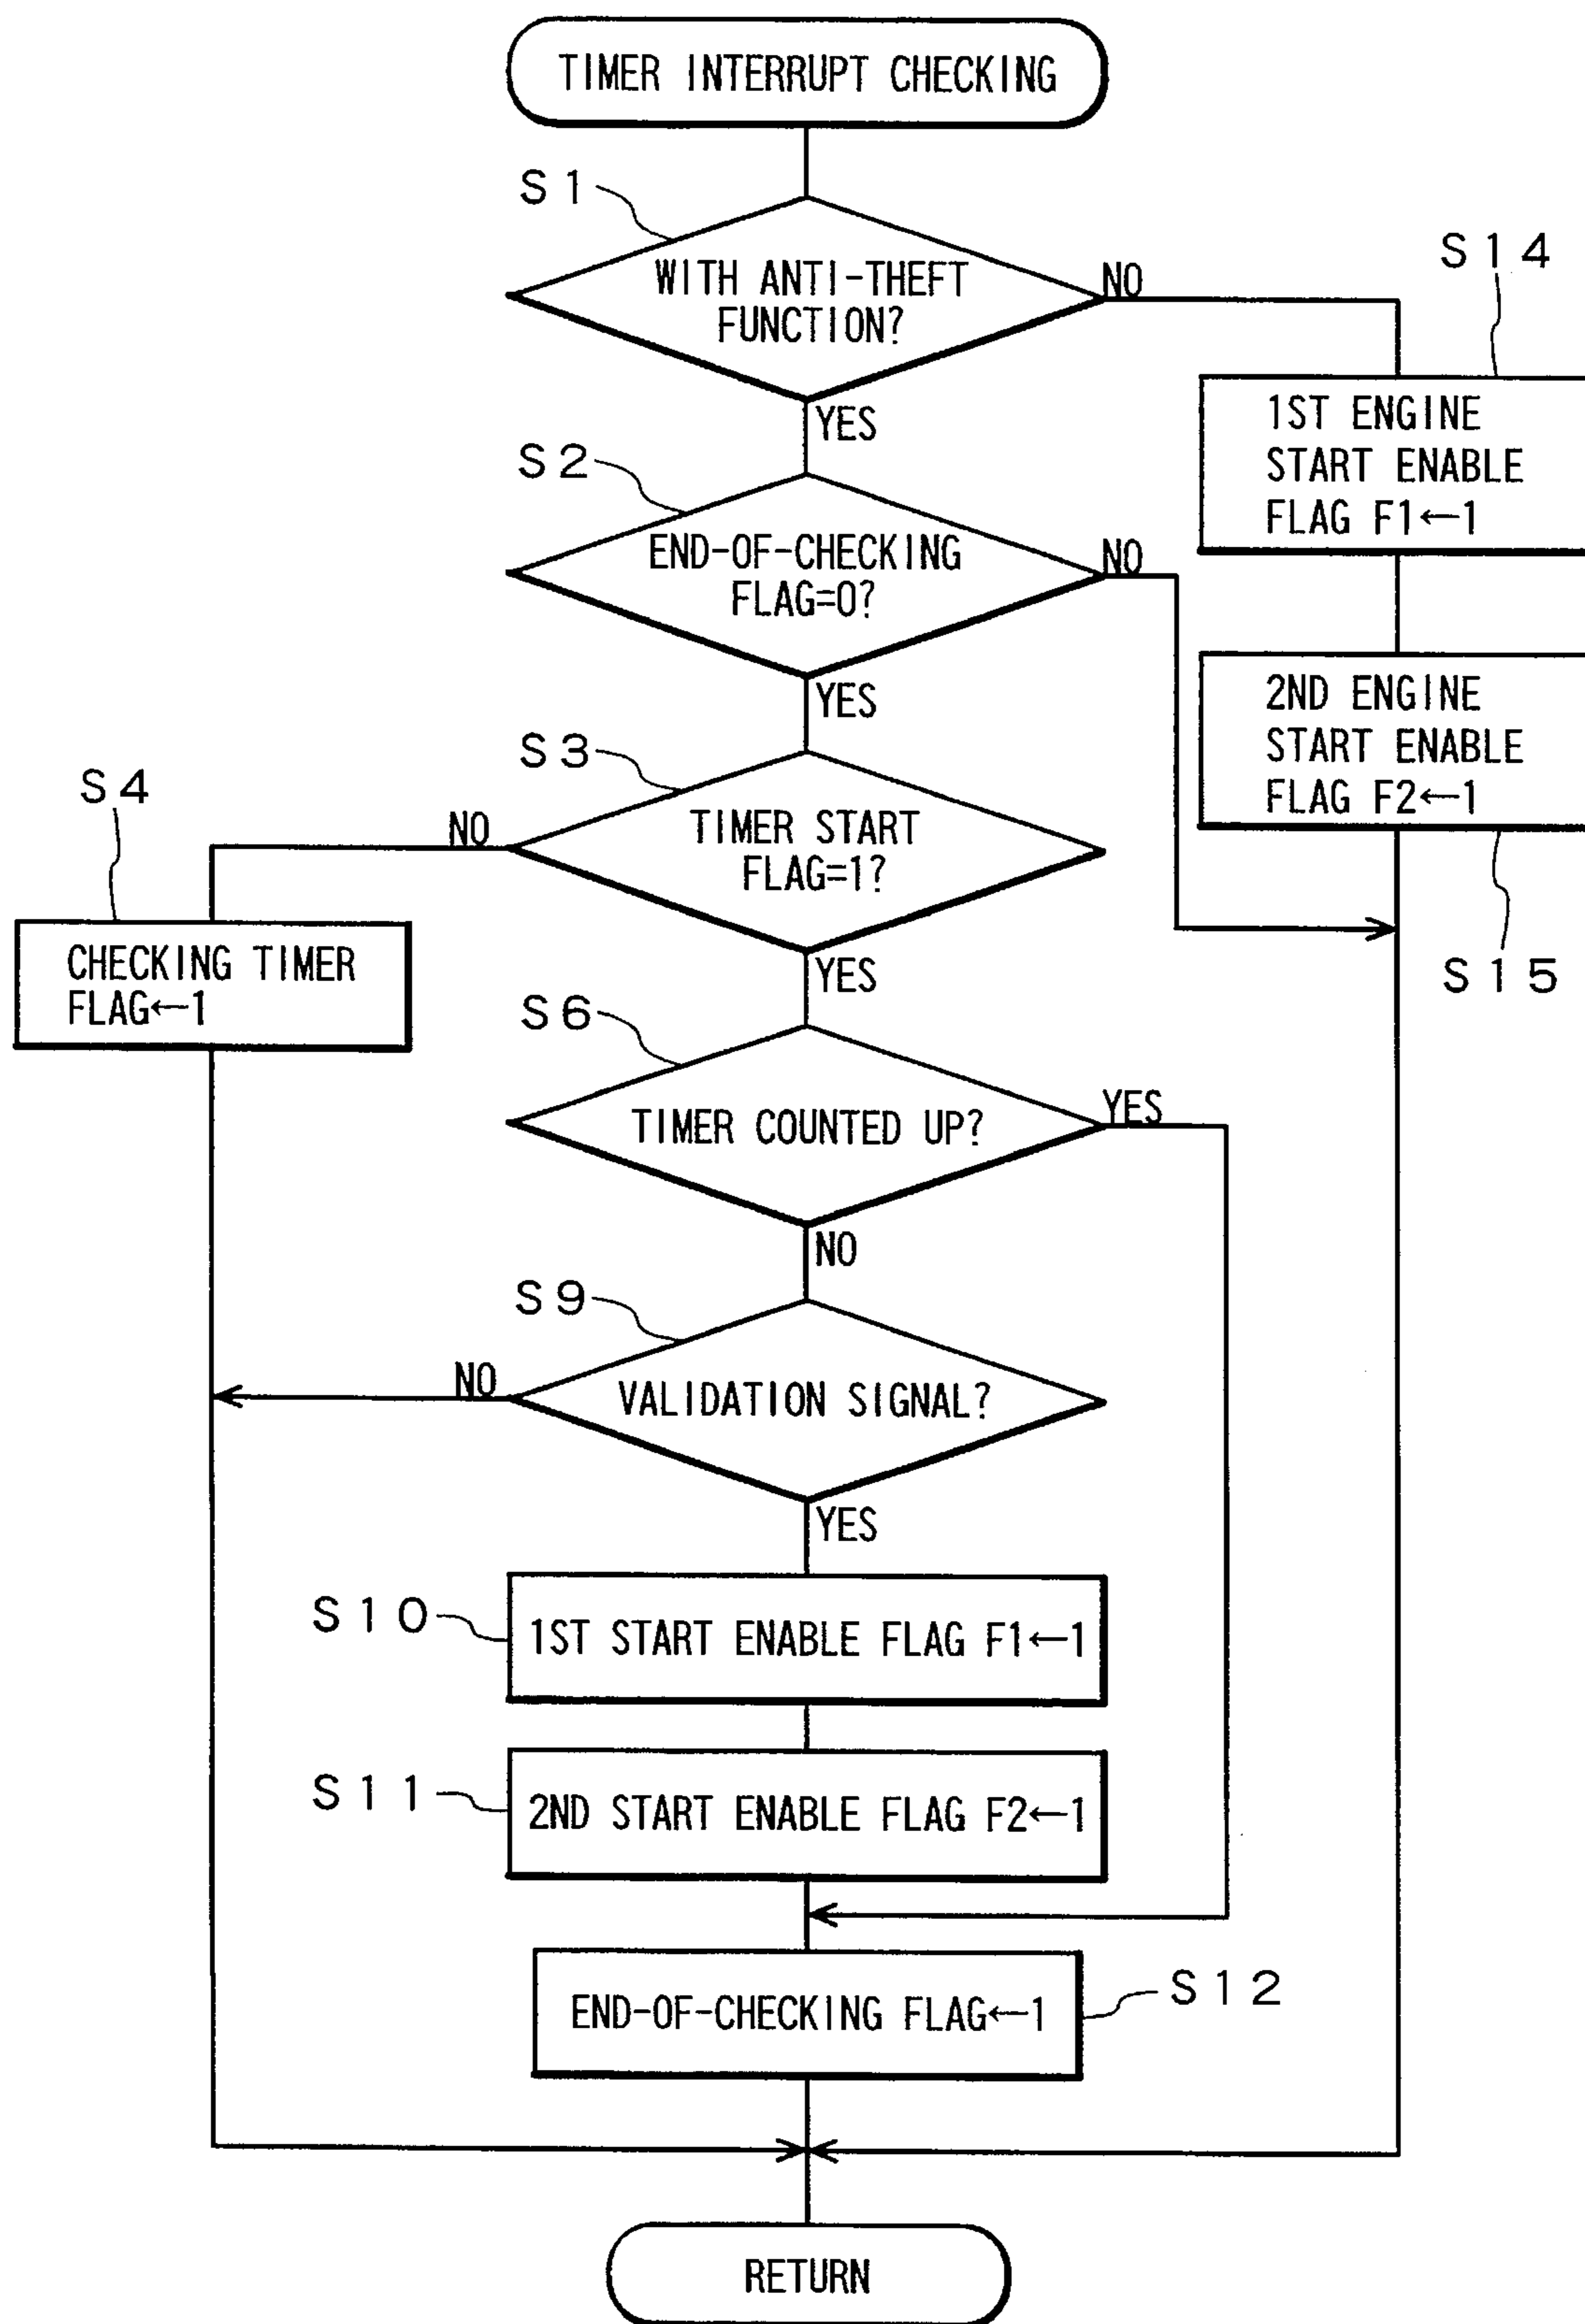 TIMER INTERRUPT CHECKING
S1
WITH ANTI-THEFT
FUNCTION?
NO
YES
S14
1ST ENGINE
START ENABLE
FLAG F1←1
S2
END-OF-CHECKING
FLAG=0?
NO
YES
2ND ENGINE
START ENABLE
FLAG F2←1
S15
S3
TIMER START
FLAG=1?
NO
YES
S4
CHECKING TIMER
FLAG←1
S6
TIMER COUNTED UP?
YES
NO
S9
VALIDATION SIGNAL?
NO
YES
S10
1ST START ENABLE FLAG F1←1
S11
2ND START ENABLE FLAG F2←1
END-OF-CHECKING FLAG←1
S12
RETURN